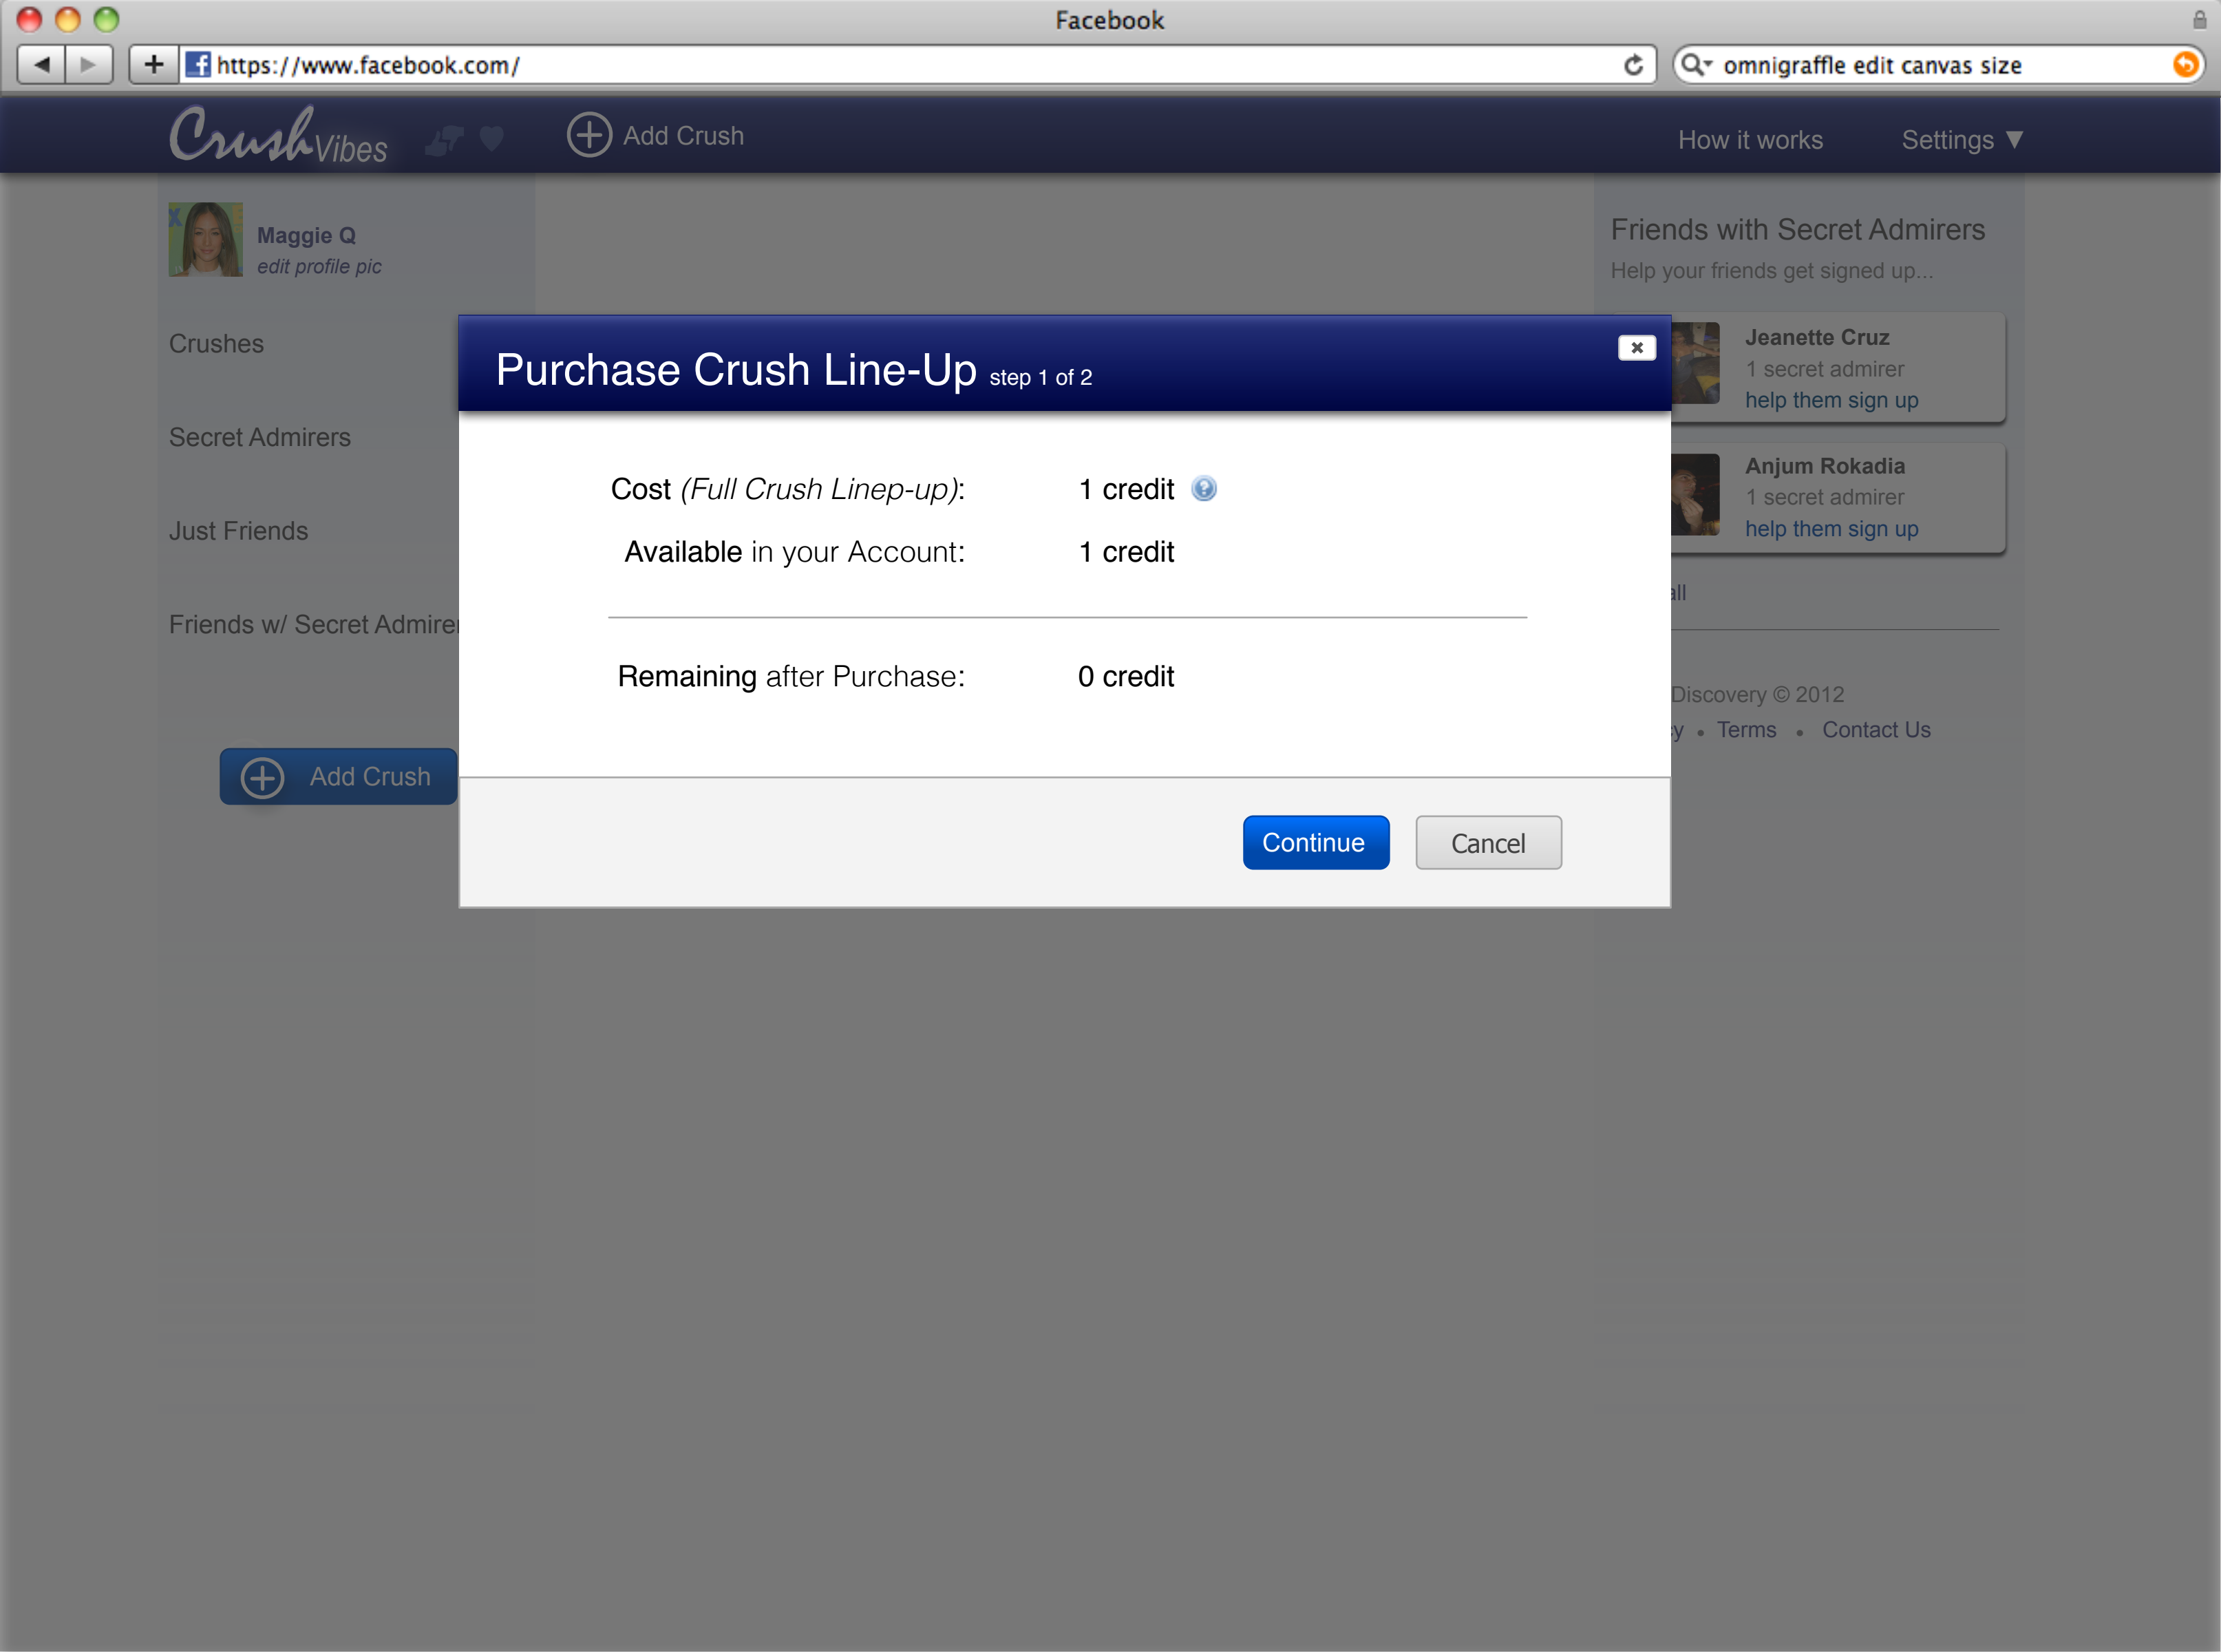 Facebook
https://www.facebook.com/
omnigraffle edit canvas size
Crush Vibes
Add Crush
How it works
Settings ▼
Maggie Q
edit profile pic
Crushes
Secret Admirers
Just Friends
Friends w/ Secret Admirer
Add Crush
Purchase Crush Line-Up step 1 of 2
Cost (Full Crush Linep-up): 1 credit
Available in your Account: 1 credit
Remaining after Purchase: 0 credit
Continue
Cancel
Friends with Secret Admirers
Help your friends get signed up...
Jeanette Cruz
1 secret admirer
help them sign up
Anjum Rokadia
1 secret admirer
help them sign up
all
Discovery © 2012
y • Terms • Contact Us